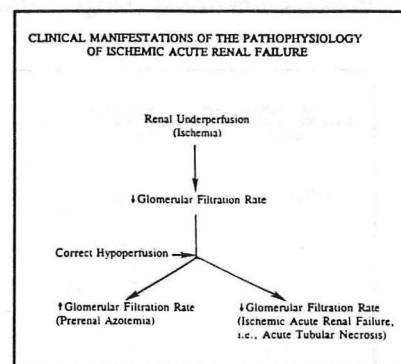 CLINICAL MANIFESTATIONS OF THE PATHOPHYSIOLOGY
OF ISCHEMIC ACUTE RENAL FAILURE
Renal Underperfusion
(Ischemia)
↓Glomerular Filtration Rate
Correct Hypoperfusion
↑Glomerular Filtration Rate
(Prerenal Azotemia)
↓Glomerular Filtration Rate
(Ischemic Acute Renal Failure,
i.e., Acute Tubular Necrosis)